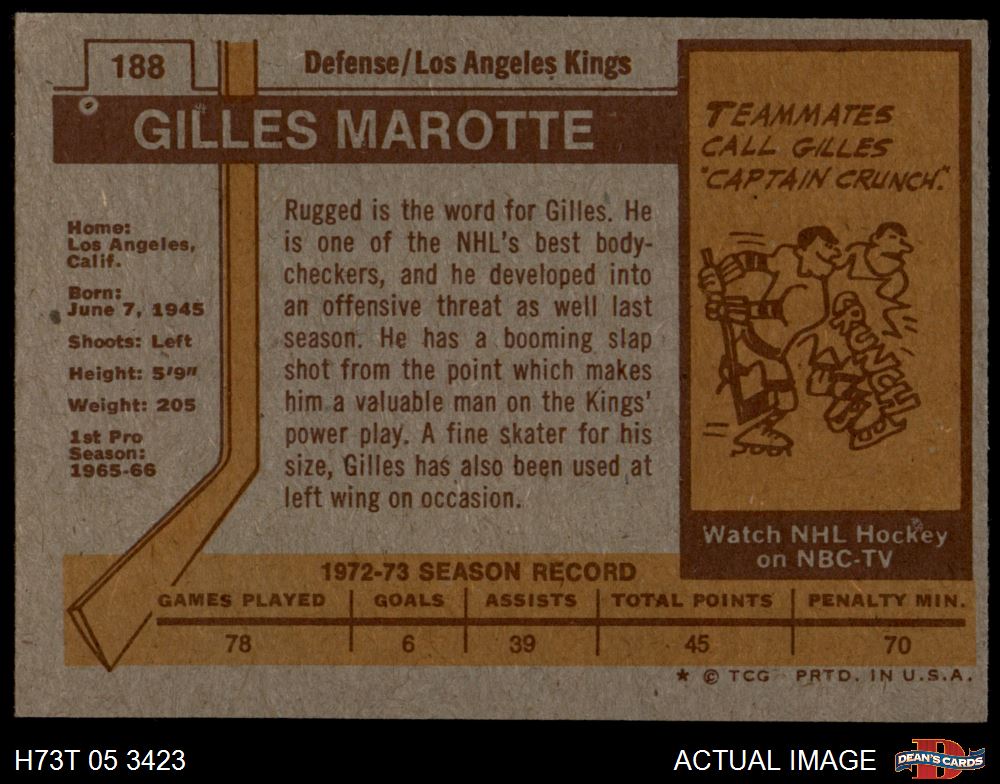 188
Defense/Los Angeles Kings
GILLES MAROTTE
Home:
Los Angeles,
Calif.
Born:
June 7, 1945
Shoots: Left
Height: 5'9"
Weight: 205
1st Pro
Season:
1965-66
Rugged is the word for Gilles. He
is one of the NHL's best body-
checkers, and he developed into
an offensive threat as well last
season. He has a booming slap
shot from the point which makes
him a valuable man on the Kings'
power play. A fine skater for his
size, Gilles has also been used at
left wing on occasion.
TEAMMATES
CALL GILLES
"CAPTAIN CRUNCH."
CRUNCH!
Watch NHL Hockey
on NBC-TV
1972-73 SEASON RECORD
GAMES PLAYED GOALS ASSISTS TOTAL POINTS PENALTY MIN.
78 6 39 45 70
* © TCG PRTD. IN U.S.A.
H73T 05 3423
ACTUAL IMAGE
D
DEAN'S CARDS